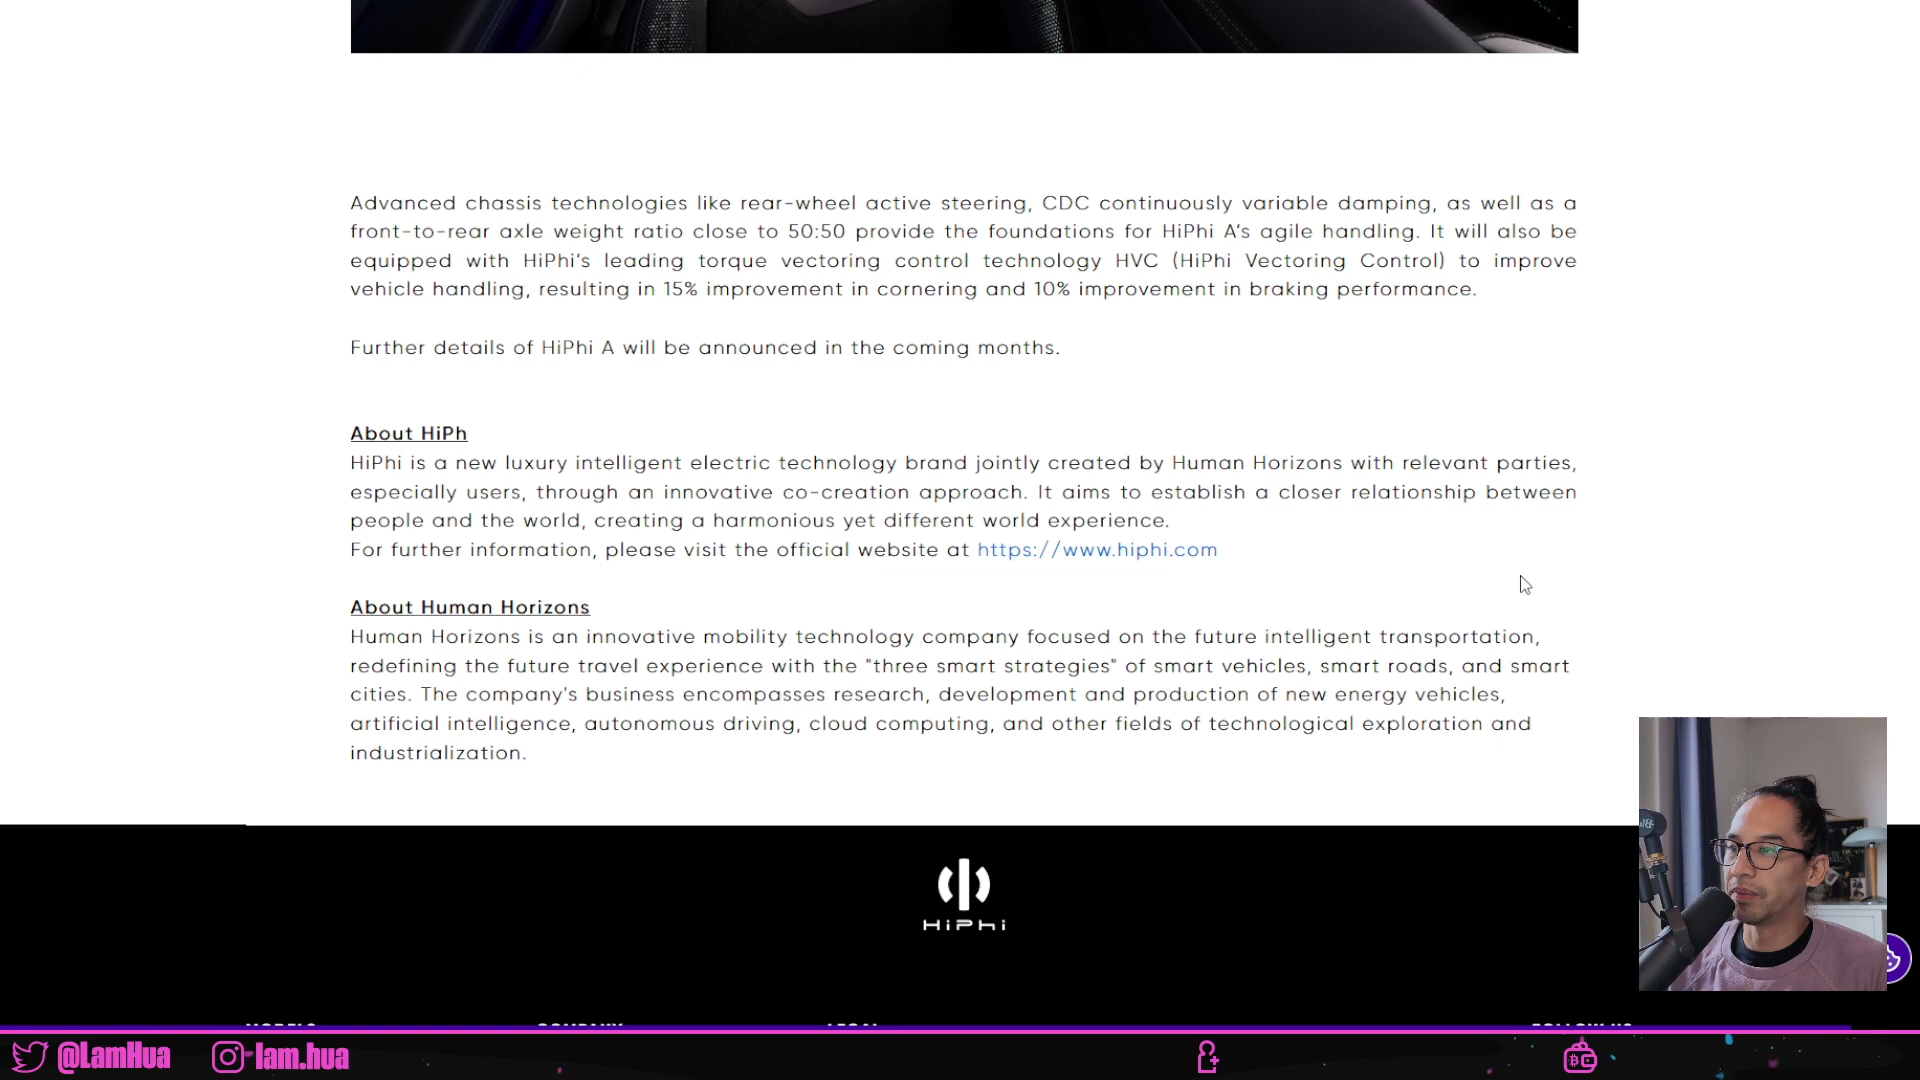 Advanced chassis technologies like rear-wheel active steering, CDC continuously variable damping, as well as a
front-to-rear axle weight ratio close to 50:50 provide the foundations for HiPhi A's agile handling. It will also be
equipped with HiPhi's leading torque vectoring control technology HVC (HiPhi Vectoring Control) to improve
vehicle handling, resulting in 15% improvement in cornering and 10% improvement in braking performance.
Further details of HiPhi A will be announced in the coming months.
About HiPh
HiPhi is a new luxury intelligent electric technology brand jointly created by Human Horizons with relevant parties,
especially users, through an innovative co-creation approach. It aims to establish a closer relationship between
people and the world, creating a harmonious yet different world experience.
For further information, please visit the official website at https://www.hiphi.com
About Human Horizons
Human Horizons is an innovative mobility technology company focused on the future intelligent transportation,
redefining the future travel experience with the "three smart strategies" of smart vehicles, smart roads, and smart
cities. The company's business encompasses research, development and production of new energy vehicles,
artificial intelligence, autonomous driving, cloud computing, and other fields of technological exploration and
industrialization.
HiPhi
MODELS COMPANY LEGAL FOLLOW US
@LamHua lam.hua